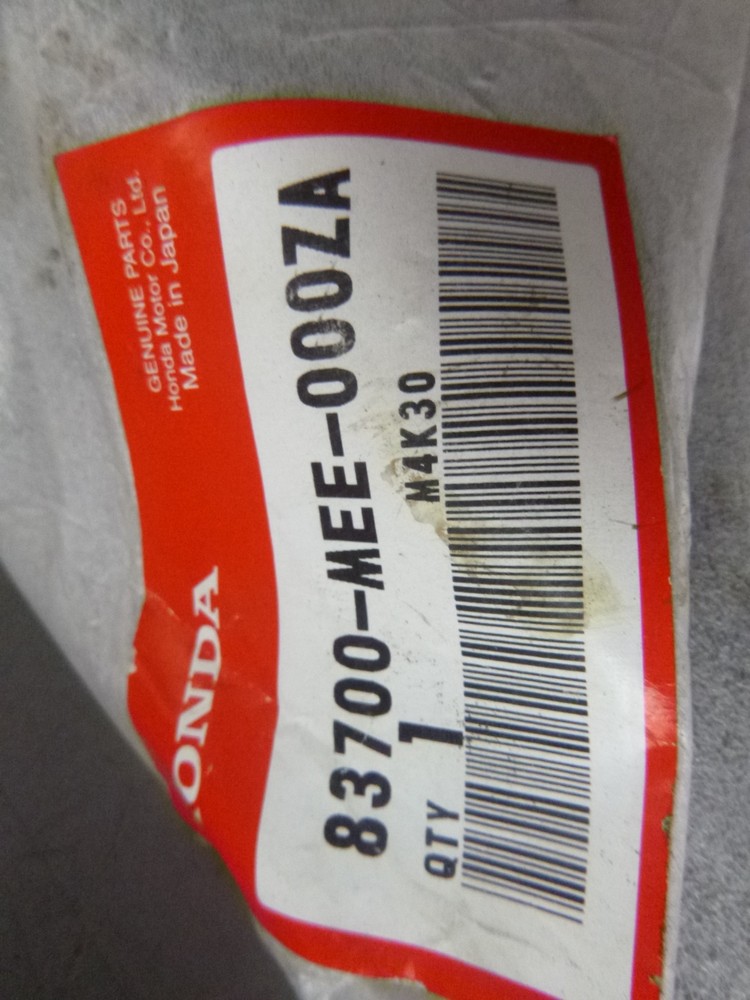 GENUINE PARTS
Honda Motor Co., Ltd.
Made in Japan
HONDA
83700-MEE-000ZA
QTY 1 M4K30